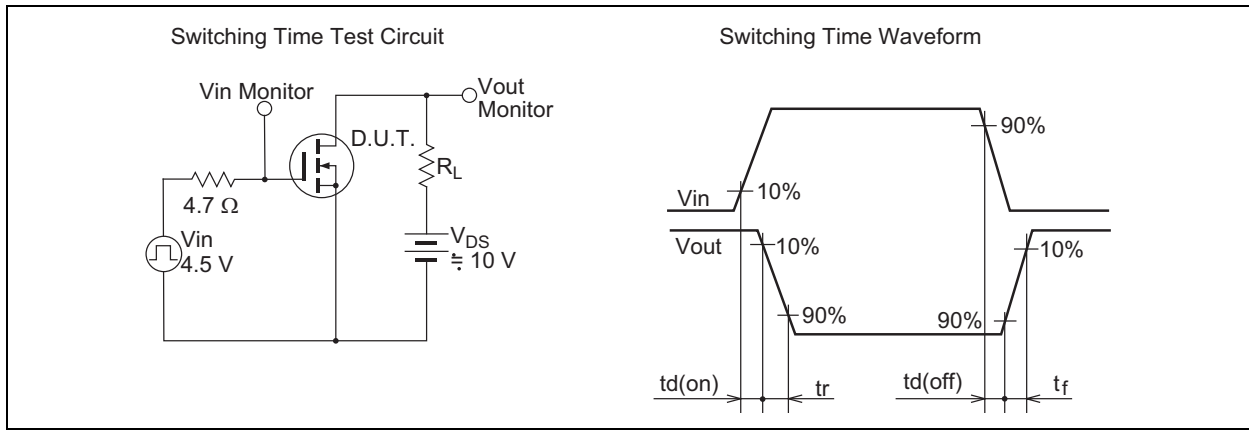 Switching Time Test Circuit
Vin Monitor
Vout
Monitor
D.U.T.
RL
4.7 Ω
Vin
4.5 V
VDS
≒ 10 V
Switching Time Waveform
90%
Vin
10%
Vout
10%
10%
90%
90%
td(on)
tr
td(off)
tf